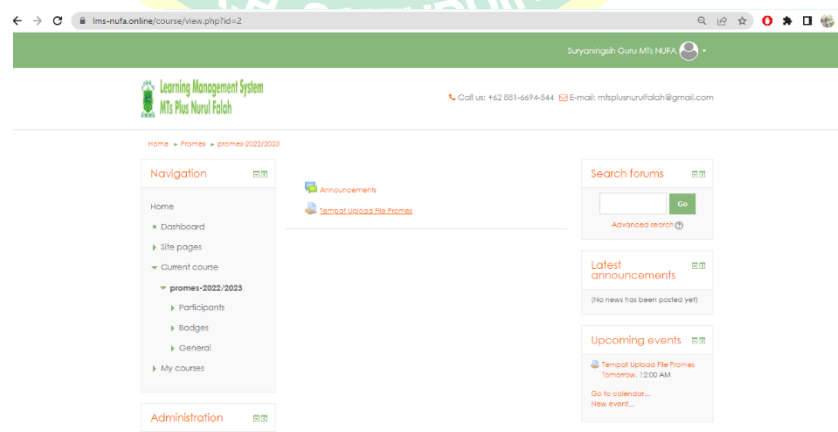 lms-nufa.online/course/view.php?id=2
Suryaningsih Guru MTs NUFA
Learning Management System
MTs Plus Nurul Falah
Call us: +62 881-6694-544 E-mail: mtsplusnurulfalah@gmail.com
Home ► Promes ► promes-2022/2023
Navigation
Home
Dashboard
Site pages
Current course
promes-2022/2023
Participants
Badges
General
My courses
Administration
Announcements
Tempat Upload File Promes
Search forums
Go
Advanced search
Latest
announcements
(No news has been posted yet)
Upcoming events
Tempat Upload File Promes
Tomorrow, 12:00 AM
Go to calendar...
New event...